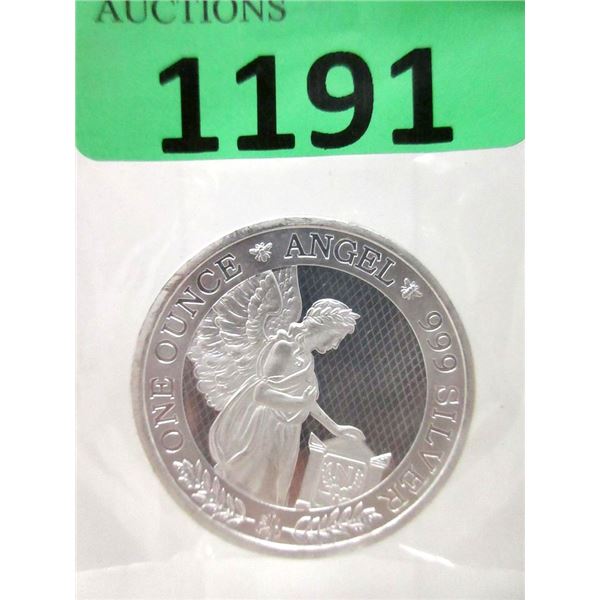 AUCTIONS
1191
ONE OUNCE ANGEL 999 SILVER
N